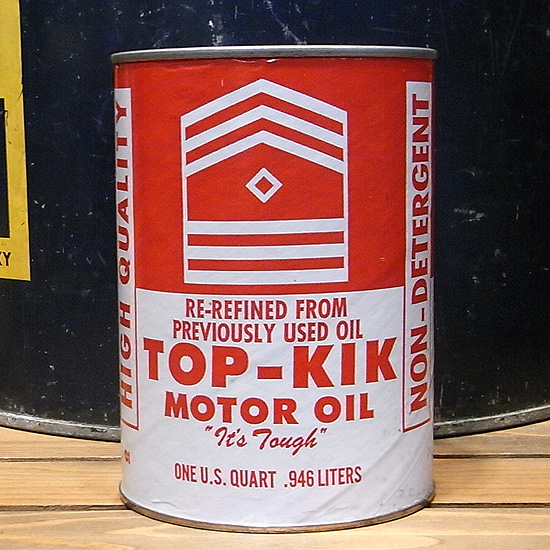 HIGH QUALITY
RE-REFINED FROM
PREVIOUSLY USED OIL
TOP-KIK
MOTOR OIL
"It's Tough"
ONE U.S. QUART .946 LITERS
NON-DETERGENT